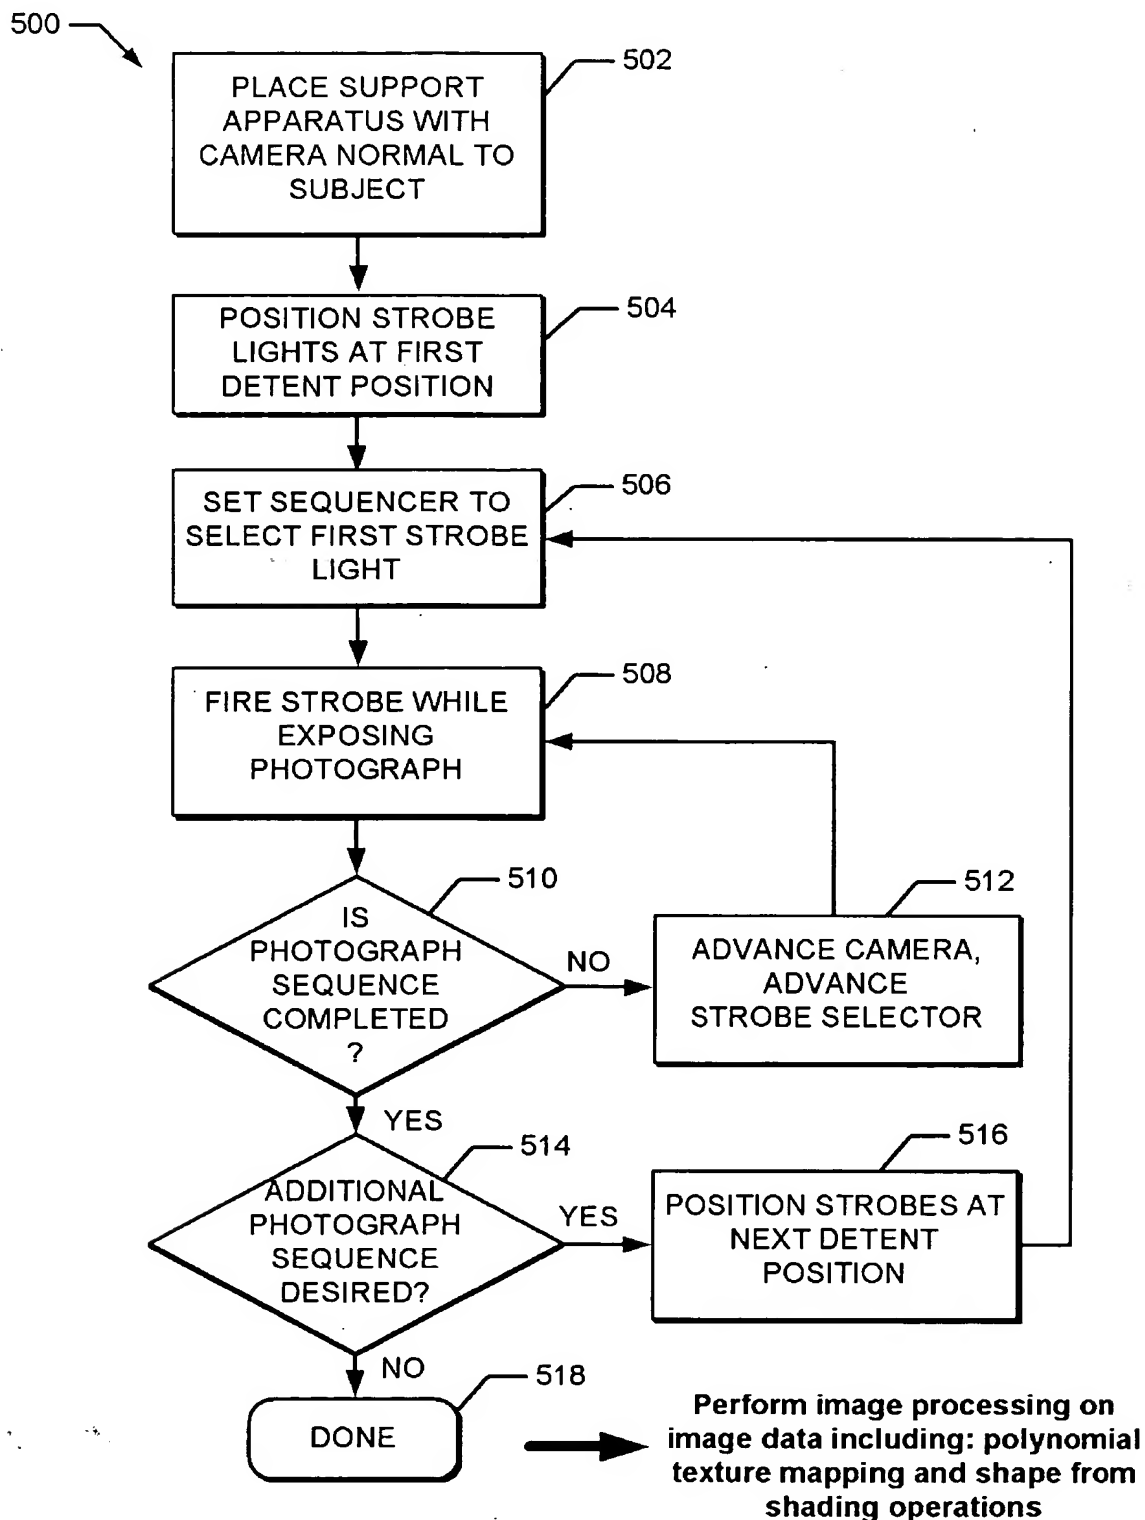 500
502
PLACE SUPPORT
APPARATUS WITH
CAMERA NORMAL TO
SUBJECT
504
POSITION STROBE
LIGHTS AT FIRST
DETENT POSITION
506
SET SEQUENCER TO
SELECT FIRST STROBE
LIGHT
508
FIRE STROBE WHILE
EXPOSING
PHOTOGRAPH
510
IS
PHOTOGRAPH
SEQUENCE
COMPLETED
?
NO
512
ADVANCE CAMERA,
ADVANCE
STROBE SELECTOR
YES
514
ADDITIONAL
PHOTOGRAPH
SEQUENCE
DESIRED?
YES
516
POSITION STROBES AT
NEXT DETENT
POSITION
NO
518
DONE
Perform image processing on
image data including: polynomial
texture mapping and shape from
shading operations